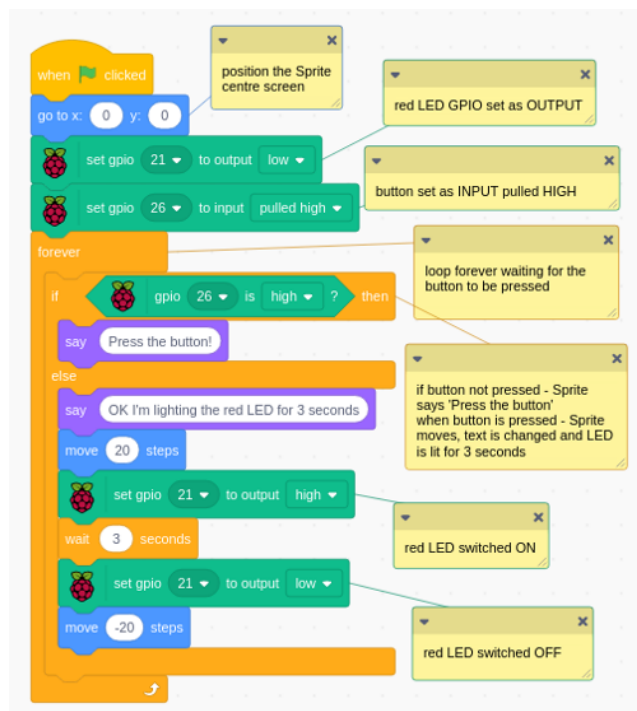 when clicked
position the Sprite
centre screen
go to x: 0 y: 0
red LED GPIO set as OUTPUT
set gpio 21 to output low
button set as INPUT pulled HIGH
set gpio 26 to input pulled high
forever
loop forever waiting for the
button to be pressed
if gpio 26 is high ? then
say Press the button!
if button not pressed - Sprite
says 'Press the button'
when button is pressed - Sprite
moves, text is changed and LED
is lit for 3 seconds
else
say OK I'm lighting the red LED for 3 seconds
move 20 steps
set gpio 21 to output high
red LED switched ON
wait 3 seconds
set gpio 21 to output low
move -20 steps
red LED switched OFF